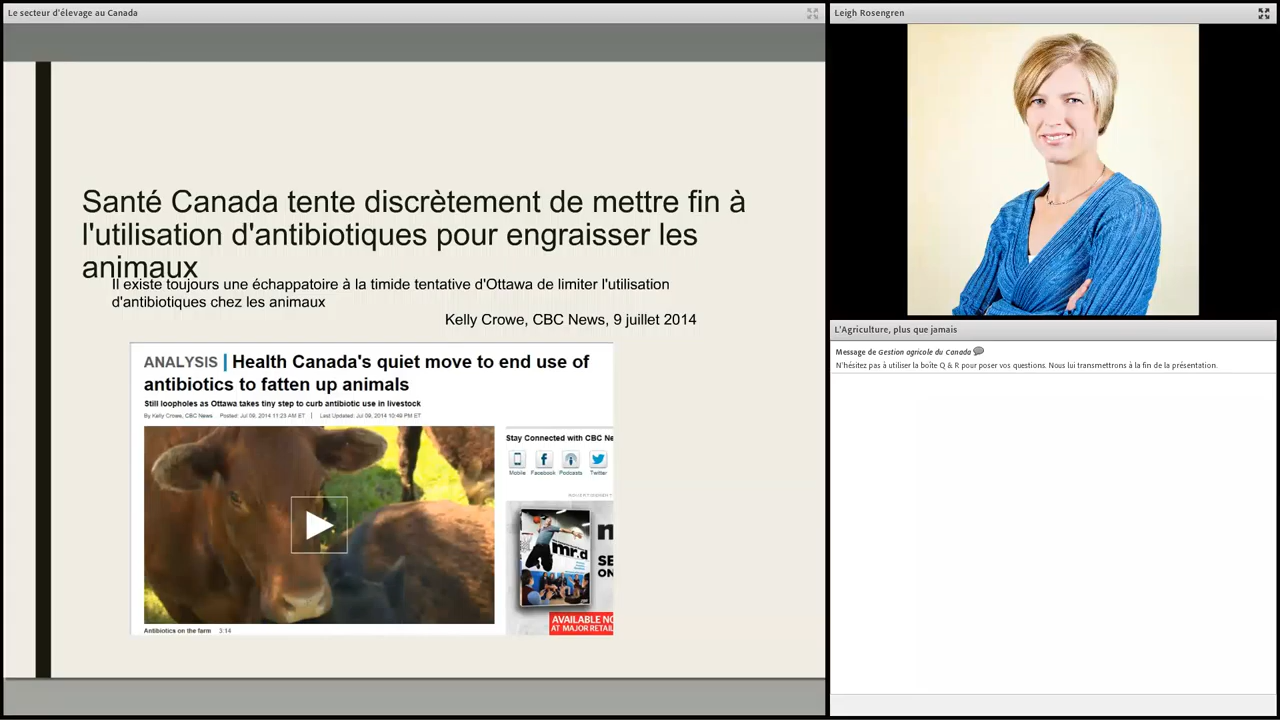 Le secteur d'élevage au Canada
Santé Canada tente discrètement de mettre fin à
l'utilisation d'antibiotiques pour engraisser les
animaux
Il existe toujours une échappatoire à la timide tentative d'Ottawa de limiter l'utilisation
d'antibiotiques chez les animaux
Kelly Crowe, CBC News, 9 juillet 2014
ANALYSIS | Health Canada's quiet move to end use of
antibiotics to fatten up animals
Still loopholes as Ottawa takes tiny step to curb antibiotic use in livestock
By Kelly Crowe, CBC News Posted: Jul 09, 2014 11:23 AM ET | Last Updated: Jul 09, 2014 10:49 PM ET
Stay Connected with CBC Ne
Mobile Facebook Podcasts Twitter
ADVERTISEMENT
mr.d
m
SE
ON
AVAILABLE NO
AT MAJOR RETAIL
Antibiotics on the farm 3:14
Leigh Rosengren
L'Agriculture, plus que jamais
Message de Gestion agricole du Canada
N'hésitez pas à utiliser la boîte Q & R pour poser vos questions. Nous lui transmettrons à la fin de la présentation.